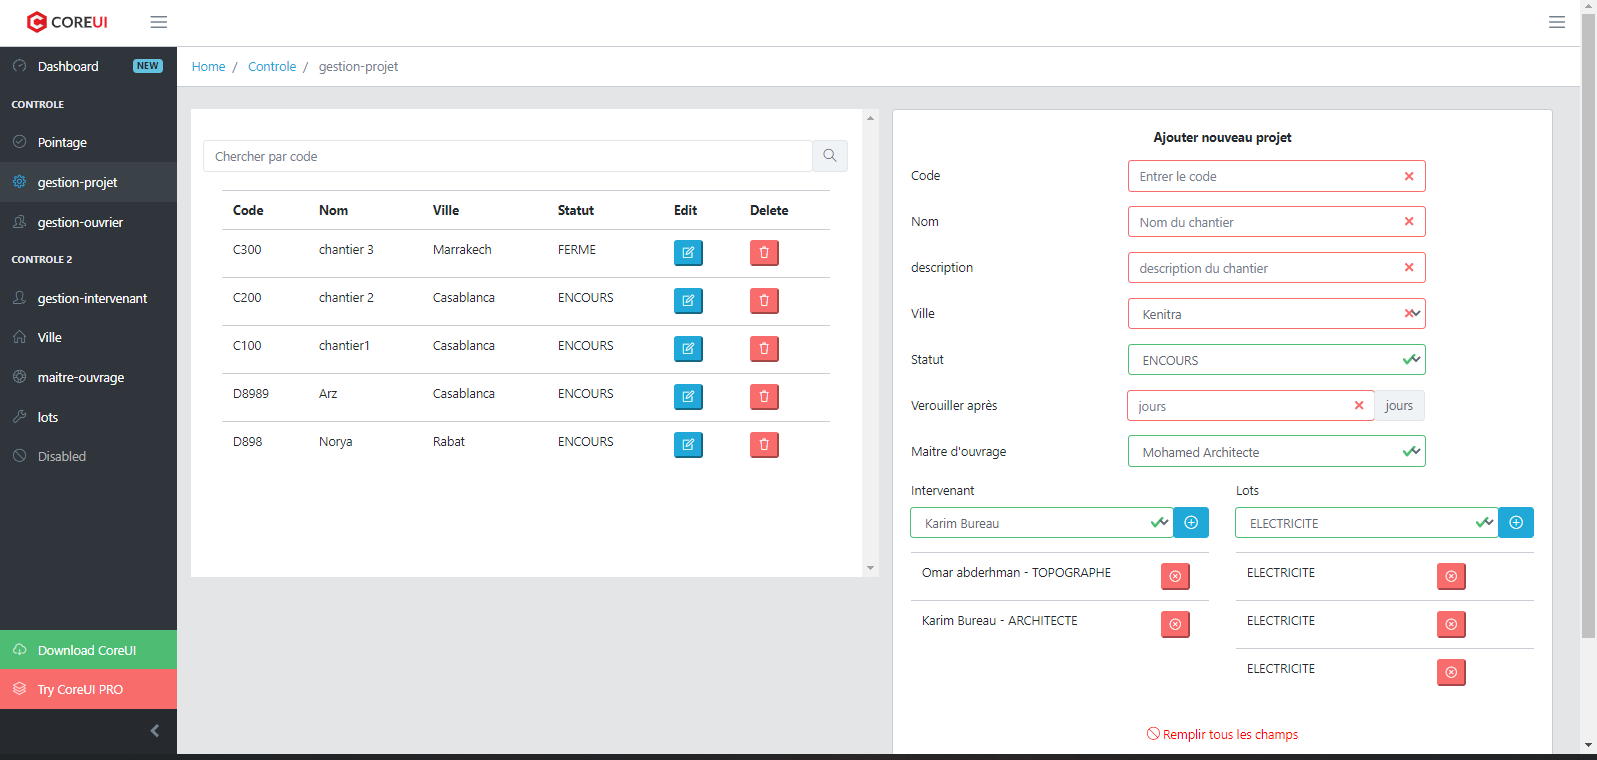 COREUI
Dashboard NEW
CONTROLE
Pointage
gestion-projet
gestion-ouvrier
CONTROLE 2
gestion-intervenant
Ville
maitre-ouvrage
lots
Disabled
Download CoreUI
Try CoreUI PRO
Home / Controle / gestion-projet
Chercher par code
Code Nom Ville Statut Edit Delete
C300 chantier 3 Marrakech FERME
C200 chantier 2 Casablanca ENCOURS
C100 chantier1 Casablanca ENCOURS
D8989 Arz Casablanca ENCOURS
D898 Norya Rabat ENCOURS
Ajouter nouveau projet
Code Entrer le code
Nom Nom du chantier
description description du chantier
Ville Kenitra
Statut ENCOURS
Verouiller après jours jours
Maitre d'ouvrage Mohamed Architecte
Intervenant Lots
Karim Bureau ELECTRICITE
Omar abderhman - TOPOGRAPHE ELECTRICITE
Karim Bureau - ARCHITECTE ELECTRICITE
ELECTRICITE
Remplir tous les champs